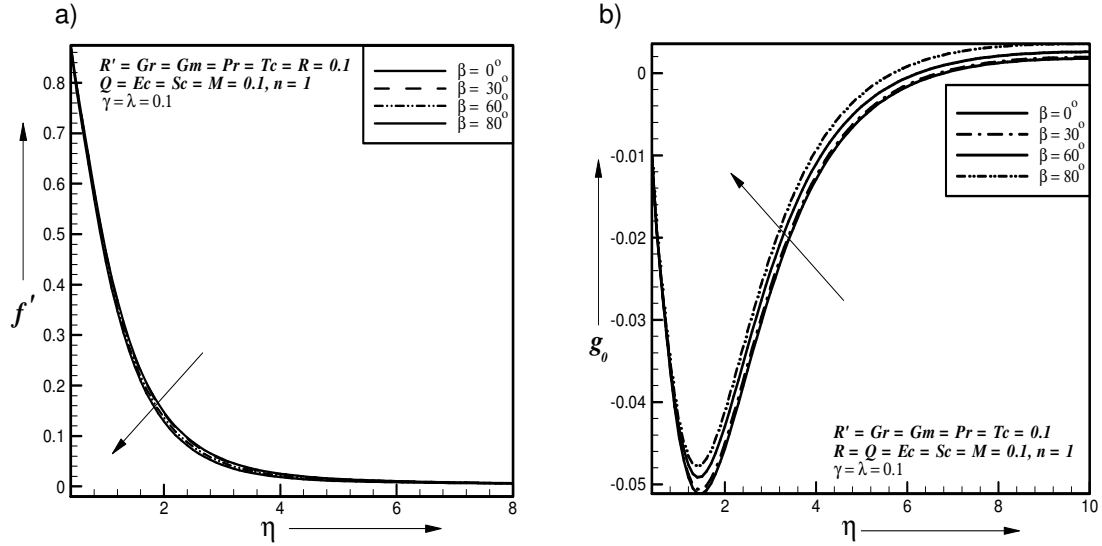 a)
R' = Gr = Gm = Pr = Tc = R = 0.1
Q = Ec = Sc = M = 0.1, n = 1
γ = λ = 0.1
β = 0°
β = 30°
β = 60°
β = 80°
0.8
0.7
0.6
0.5
0.4
0.3
0.2
0.1
0
f'
2
4
6
8
η
b)
0
-0.01
-0.02
-0.03
-0.04
-0.05
g₀
β = 0°
β = 30°
β = 60°
β = 80°
R' = Gr = Gm = Pr = Tc = 0.1
R = Q = Ec = Sc = M = 0.1, n = 1
γ = λ = 0.1
2
4
6
8
10
η